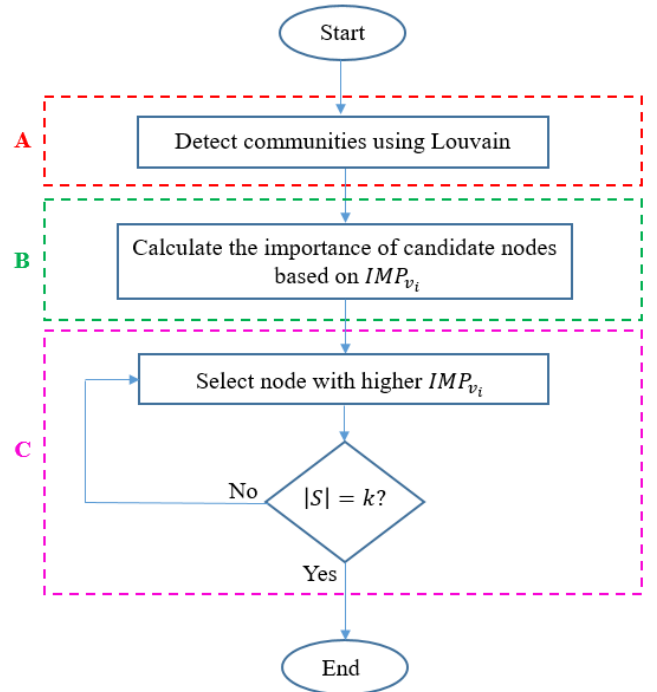 Start
A
Detect communities using Louvain
B
Calculate the importance of candidate nodes
based on $IMP_{v_i}$
Select node with higher $IMP_{v_i}$
C
No
$|S| = k?$
Yes
End